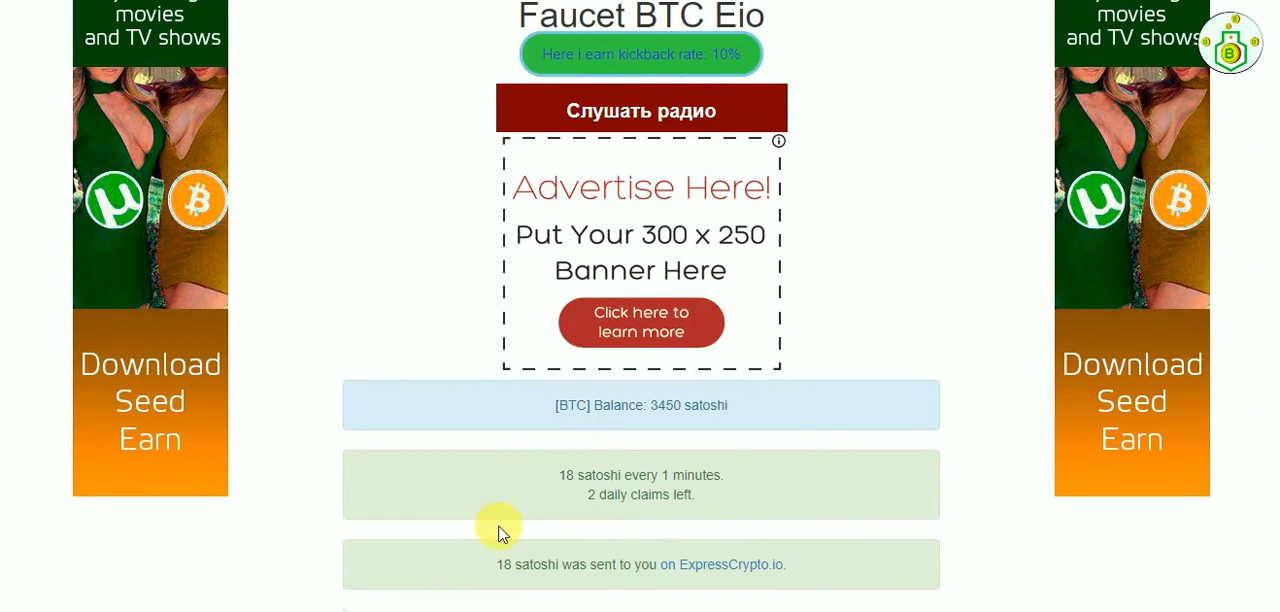 movies
and TV shows
Download
Seed
Earn
Faucet BTC Eio
Here i earn kickback rate: 10%
Слушать радио
Advertise Here!
Put Your 300 x 250
Banner Here
Click here to
learn more
[BTC] Balance: 3450 satoshi
18 satoshi every 1 minutes.
2 daily claims left.
18 satoshi was sent to you on ExpressCrypto.io.
movies
and TV shows
Download
Seed
Earn